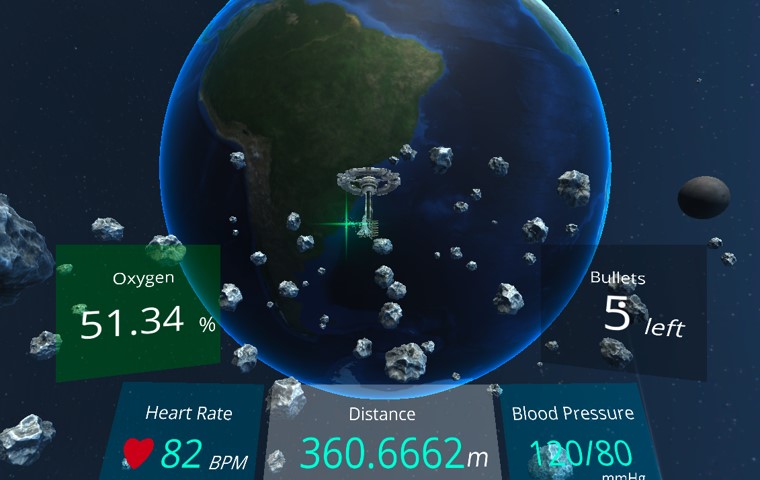 Oxygen
51.34 %
Bullets
5 left
Heart Rate
82 BPM
Distance
360.6662m
Blood Pressure
120/80
mmHg